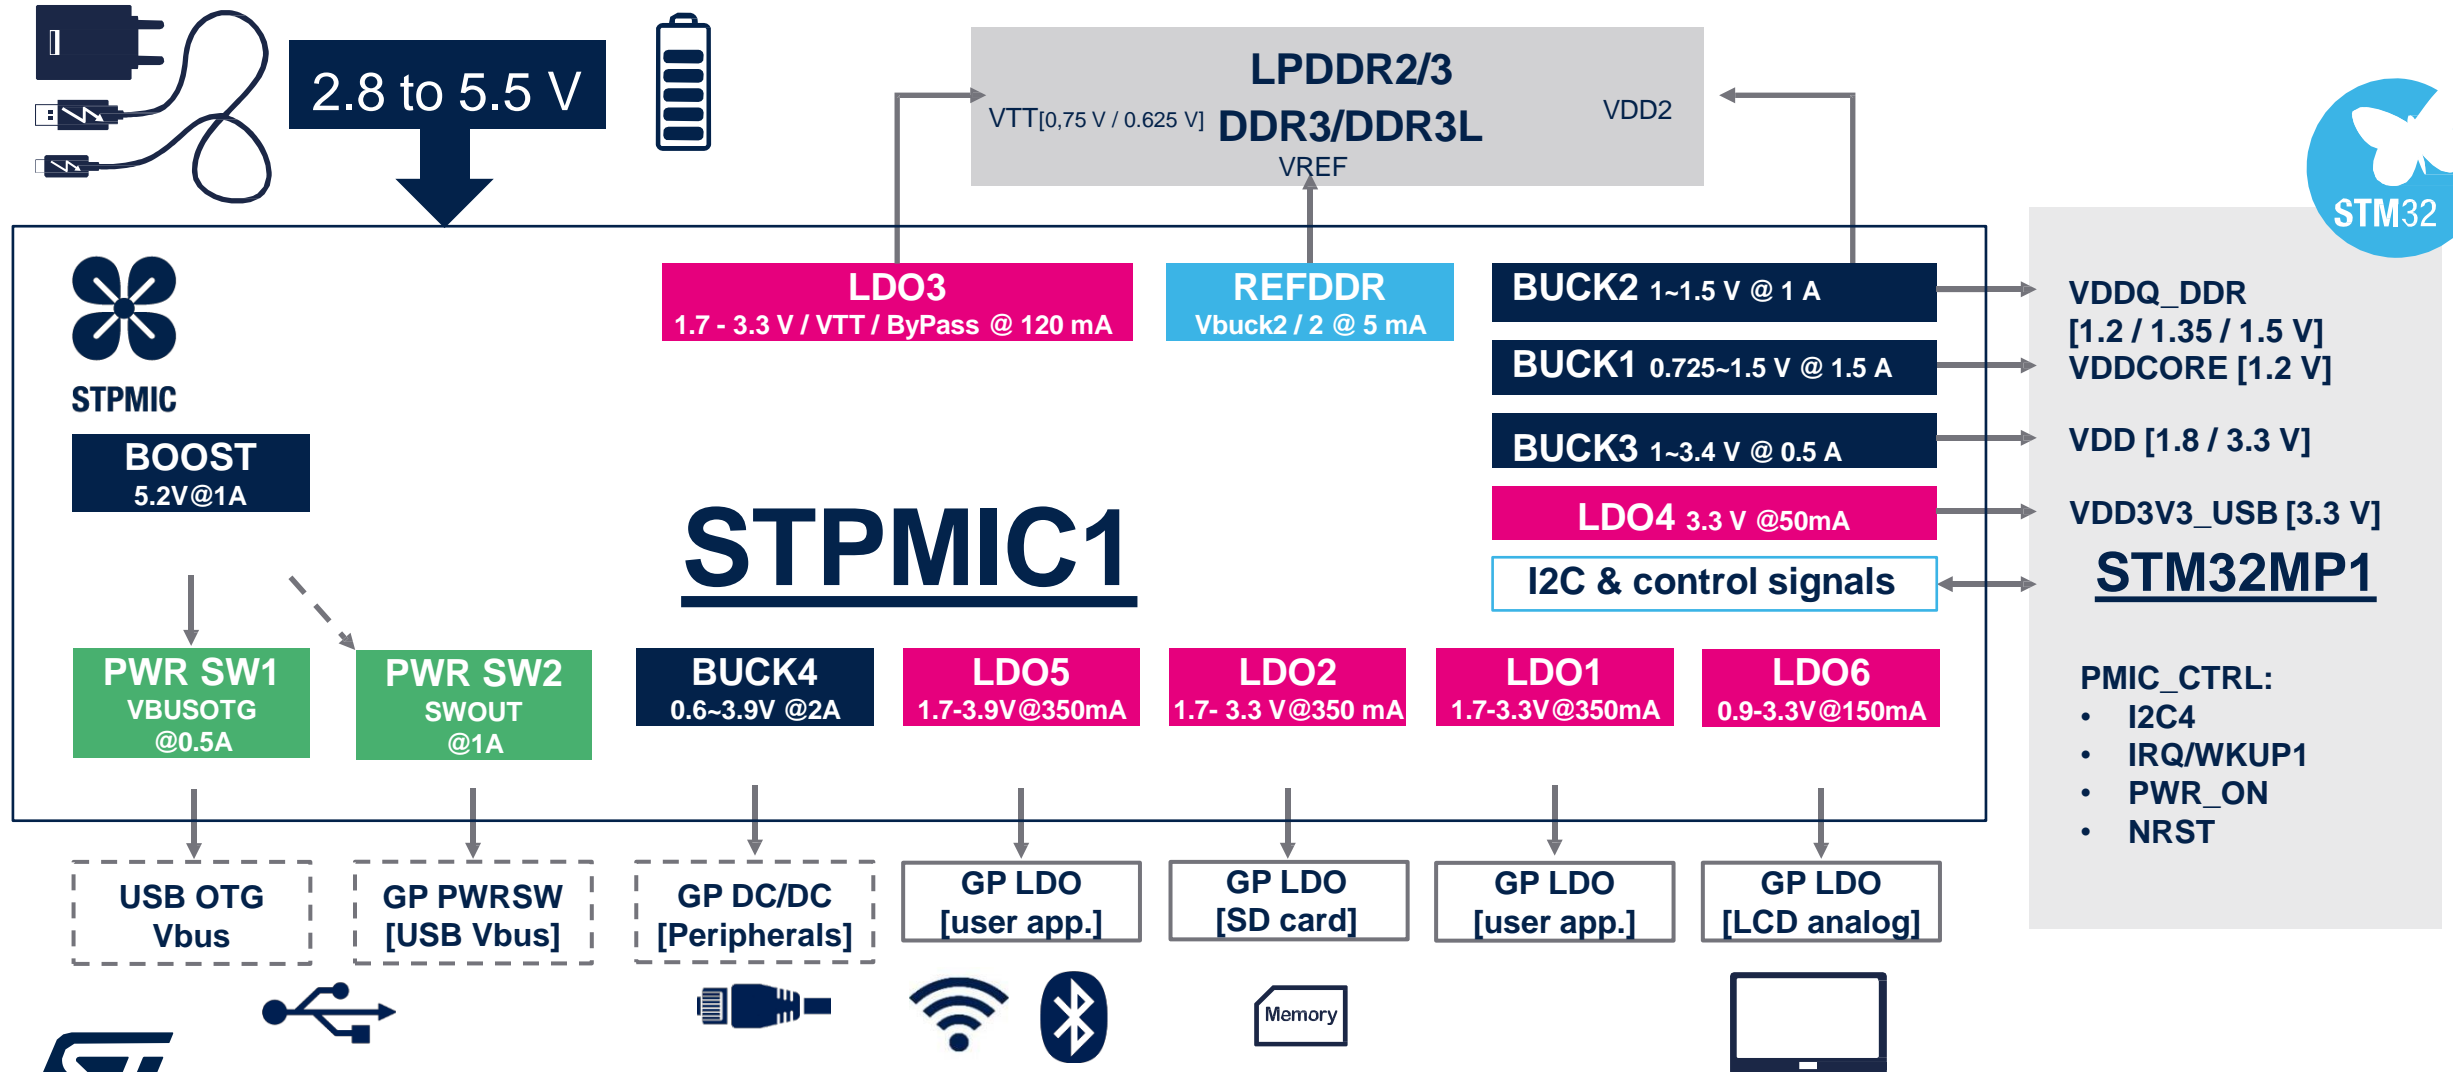 2.8 to 5.5 V
LPDDR2/3
VTT[0,75 V / 0.625 V] DDR3/DDR3L VDD2
VREF
STM32
STPMIC
LDO3
1.7 - 3.3 V / VTT / ByPass @ 120 mA
REFDDR
Vbuck2 / 2 @ 5 mA
BUCK2 1~1.5 V @ 1 A
BUCK1 0.725~1.5 V @ 1.5 A
BUCK3 1~3.4 V @ 0.5 A
LDO4 3.3 V @50mA
I2C & control signals
VDDQ_DDR
[1.2 / 1.35 / 1.5 V]
VDDCORE [1.2 V]
VDD [1.8 / 3.3 V]
VDD3V3_USB [3.3 V]
STM32MP1
PMIC_CTRL:
• I2C4
• IRQ/WKUP1
• PWR_ON
• NRST
BOOST
5.2V@1A
STPMIC1
PWR SW1
VBUSOTG
@0.5A
PWR SW2
SWOUT
@1A
BUCK4
0.6~3.9V @2A
LDO5
1.7-3.9V@350mA
LDO2
1.7- 3.3 V@350 mA
LDO1
1.7-3.3V@350mA
LDO6
0.9-3.3V@150mA
USB OTG
Vbus
GP PWRSW
[USB Vbus]
GP DC/DC
[Peripherals]
GP LDO
[user app.]
GP LDO
[SD card]
GP LDO
[user app.]
GP LDO
[LCD analog]
Memory